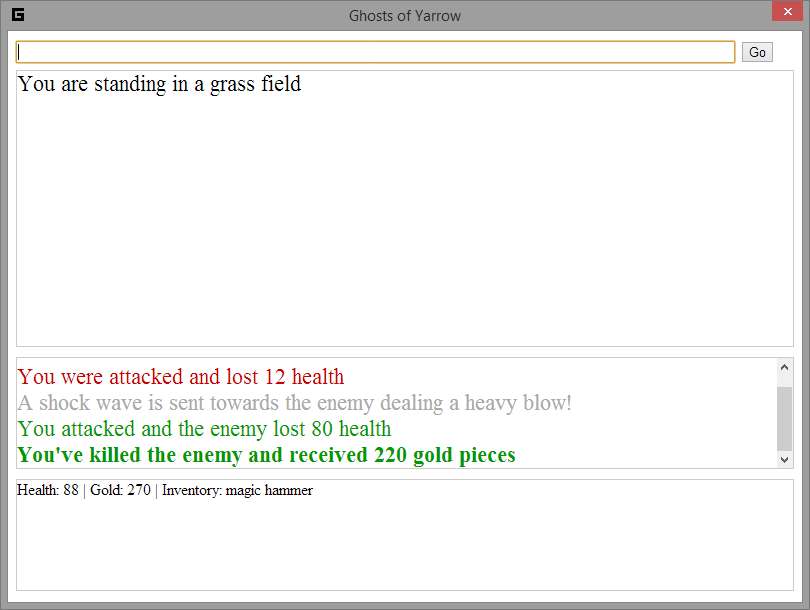 Ghosts of Yarrow
Go
You are standing in a grass field
You were attacked and lost 12 health
A shock wave is sent towards the enemy dealing a heavy blow!
You attacked and the enemy lost 80 health
You've killed the enemy and received 220 gold pieces
Health: 88 | Gold: 270 | Inventory: magic hammer